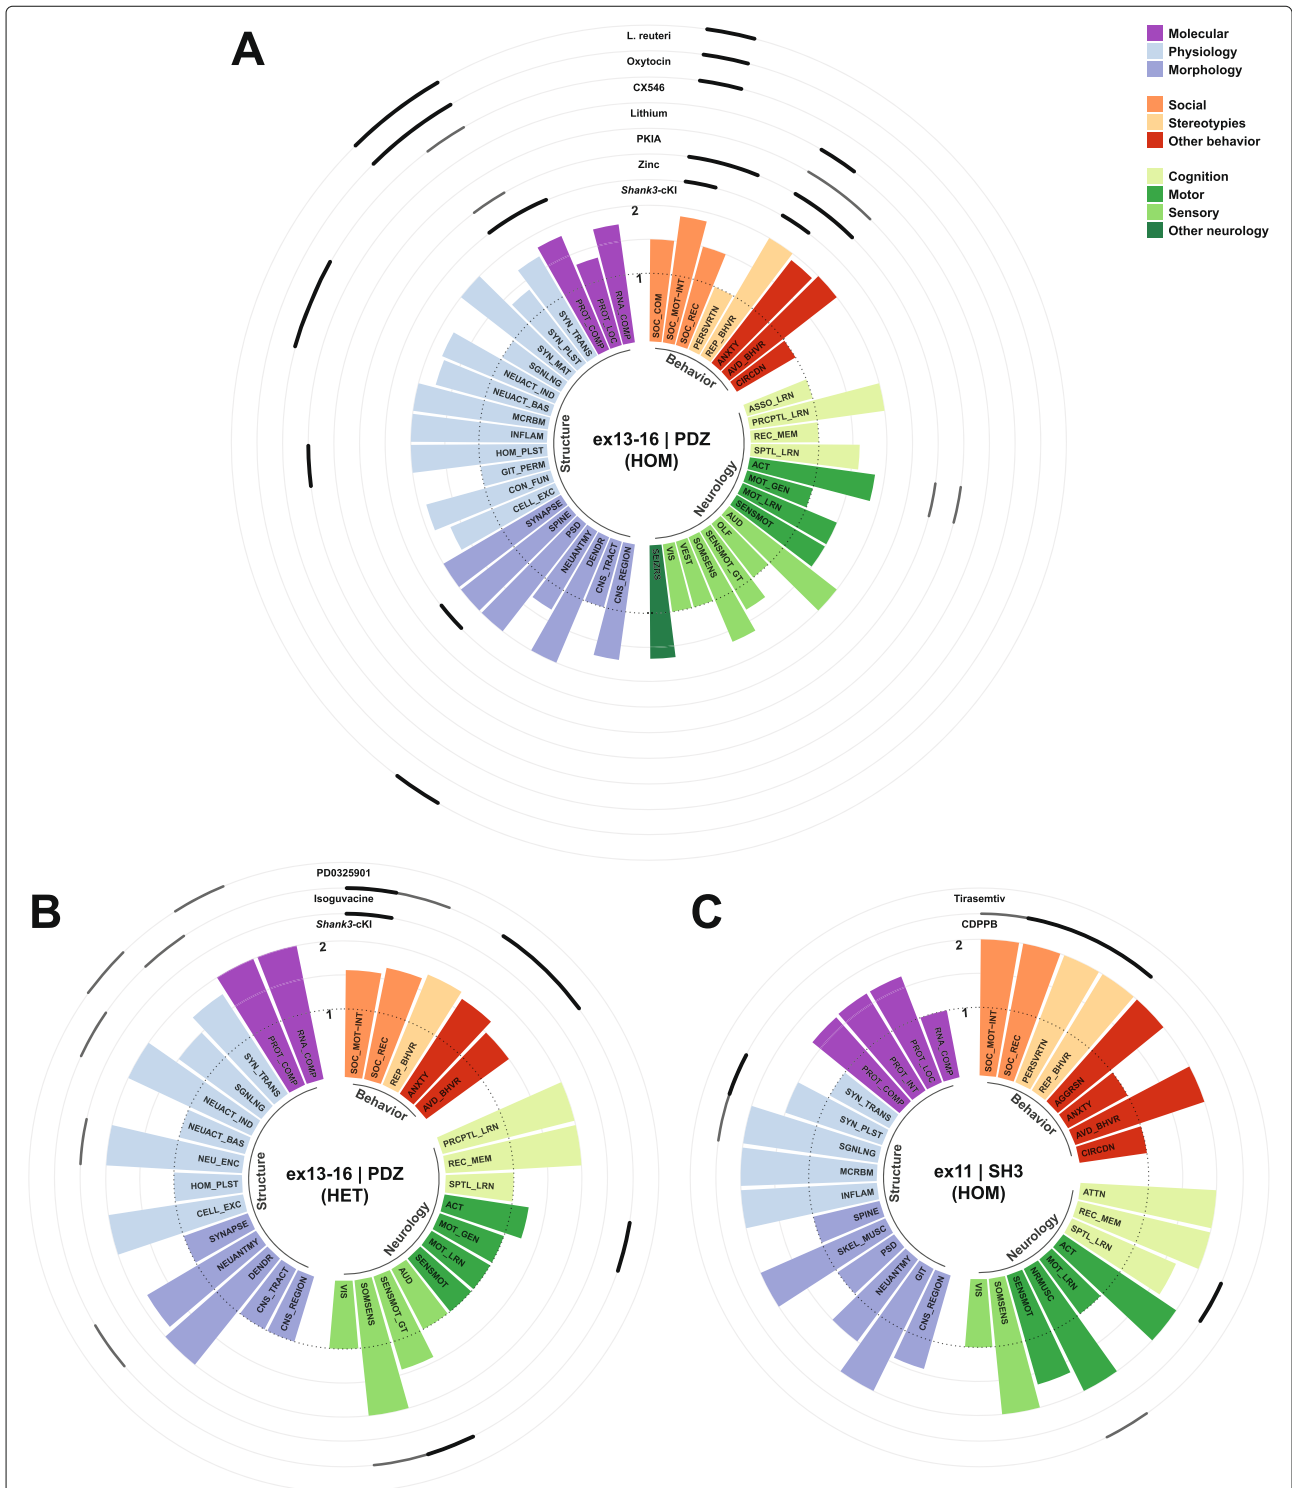 A
L. reuteri
Oxytocin
CX546
Lithium
PKIA
Zinc
Shank3-cKI
2
1
Molecular
Physiology
Morphology
Social
Stereotypies
Other behavior
Cognition
Motor
Sensory
Other neurology
SOC_COM
SOC_MOT-INT
SOC_REC
PERSVRTN
REP_BHVR
ANXTY
AVD_BHVR
CIRCDN
Behavior
ASSO_LRN
PRCPTL_LRN
REC_MEM
SPTL_LRN
ACT
MOT_GEN
MOT_LRN
SENSMOT
AUD
OLF
SENSMOT_GT
SOMSENS
VEST
VIS
SEIZRS
Neurology
CNS_REGION
CNS_TRACT
DENDR
NEUANTMY
PSD
SPINE
SYNAPSE
CELL_EXC
CON_FUN
GIT_PERM
HOM_PLST
INFLAM
MCRBM
NEUACT_BAS
NEUACT_IND
SGNLNG
SYN_MAT
SYN_PLST
SYN_TRANS
PROT_COMP
PROT_LOC
RNA_COMP
Structure
ex13-16 | PDZ
(HOM)
B
PD0325901
Isoguvacine
Shank3-cKI
2
1
SOC_MOT-INT
SOC_REC
REP_BHVR
ANXTY
AVD_BHVR
Behavior
PRCPTL_LRN
REC_MEM
SPTL_LRN
ACT
MOT_GEN
MOT_LRN
SENSMOT
AUD
SENSMOT_GT
SOMSENS
VIS
Neurology
CNS_REGION
CNS_TRACT
DENDR
NEUANTMY
SYNAPSE
CELL_EXC
HOM_PLST
NEU_ENC
NEUACT_BAS
NEUACT_IND
SGNLNG
SYN_TRANS
PROT_COMP
RNA_COMP
Structure
ex13-16 | PDZ
(HET)
C
Tirasemtiv
CDPPB
2
1
SOC_MOT-INT
SOC_REC
PERSVRTN
REP_BHVR
AGGRSN
ANXTY
AVD_BHVR
CIRCDN
Behavior
ATTN
REC_MEM
SPTL_LRN
ACT
MOT_LRN
NRMUSC
SENSMOT
SOMSENS
VIS
Neurology
CNS_REGION
GIT
NEUANTMY
PSD
SKEL_MUSC
SPINE
INFLAM
MCRBM
SGNLNG
SYN_PLST
SYN_TRANS
PROT_COMP
PROT_INT
PROT_LOC
RNA_COMP
Structure
ex11 | SH3
(HOM)